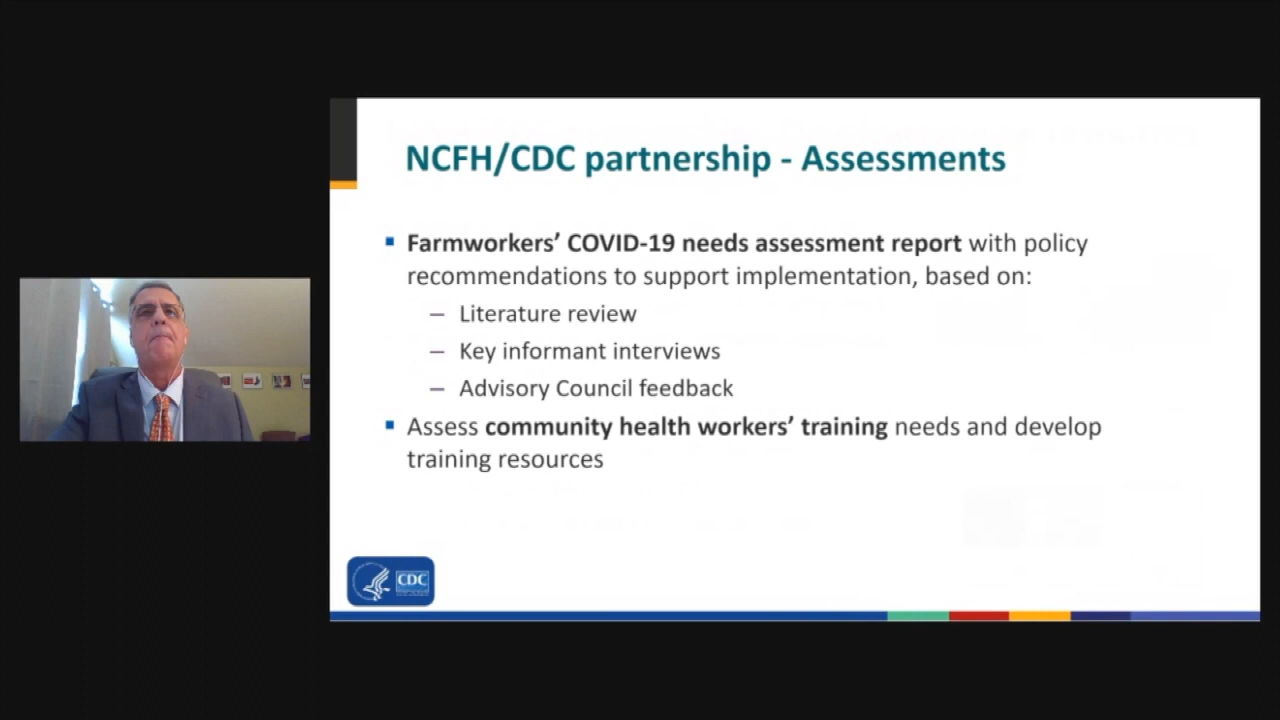 NCFH/CDC partnership - Assessments
Farmworkers’ COVID-19 needs assessment report with policy
recommendations to support implementation, based on:
– Literature review
– Key informant interviews
– Advisory Council feedback
Assess community health workers’ training needs and develop
training resources
CDC